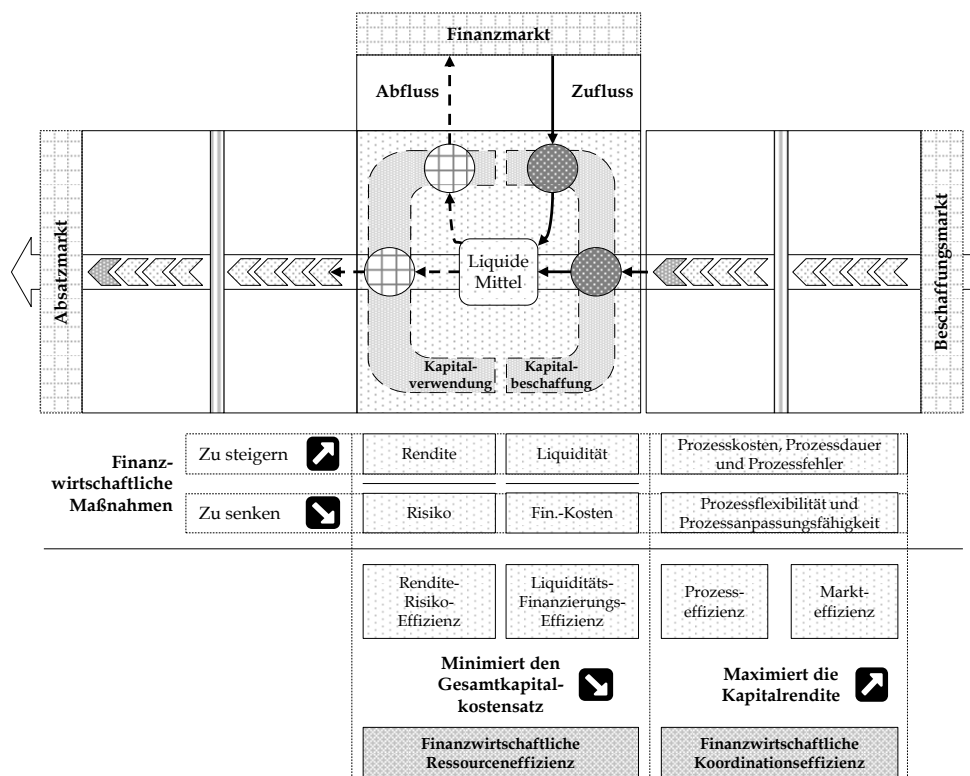 Finanzmarkt
Abfluss
Zufluss
Absatzmarkt
Beschaffungsmarkt
Liquide
Mittel
Kapital-
verwendung
Kapital-
beschaffung
Finanz-
wirtschaftliche
Maßnahmen
Zu steigern
Rendite
Liquidität
Prozesskosten, Prozessdauer
und Prozessfehler
Zu senken
Risiko
Fin.-Kosten
Prozessflexibilität und
Prozessanpassungsfähigkeit
Rendite-
Risiko-
Effizienz
Liquiditäts-
Finanzierungs-
Effizienz
Prozess-
effizienz
Markt-
effizienz
Minimiert den
Gesamtkapital-
kostensatz
Maximiert die
Kapitalrendite
Finanzwirtschaftliche
Ressourceneffizienz
Finanzwirtschaftliche
Koordinationseffizienz